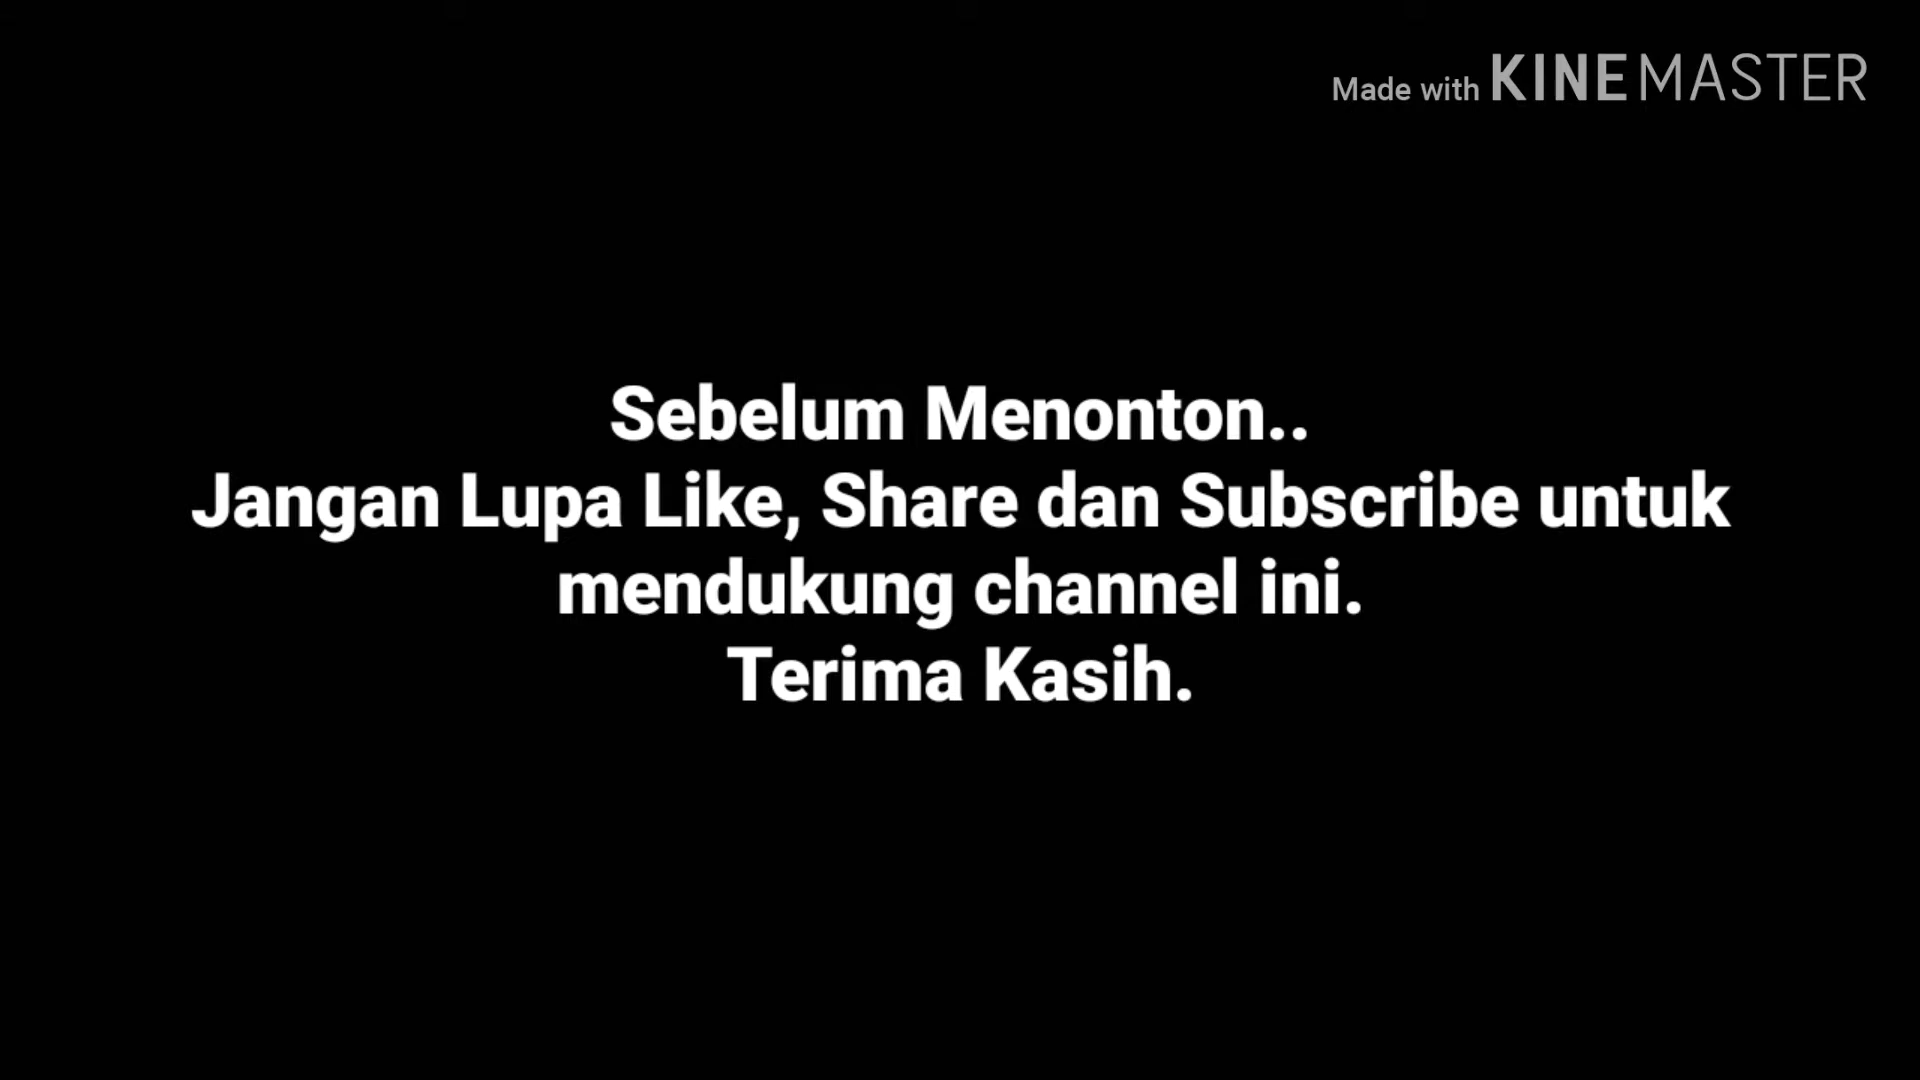 Made with KINEMASTER
Sebelum Menonton..
Jangan Lupa Like, Share dan Subscribe untuk
mendukung channel ini.
Terima Kasih.